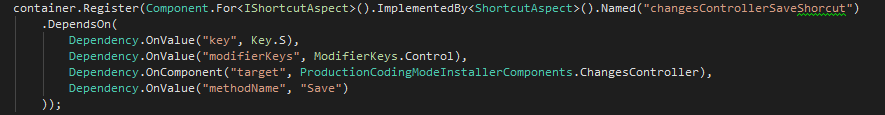 container.Register(Component.For<IShortcutAspect>().ImplementedBy<ShortcutAspect>().Named("changesControllerSaveShorcut")
.DependsOn(
Dependency.OnValue("key", Key.S),
Dependency.OnValue("modifierKeys", ModifierKeys.Control),
Dependency.OnComponent("target", ProductionCodingModeInstallerComponents.ChangesController),
Dependency.OnValue("methodName", "Save")
));